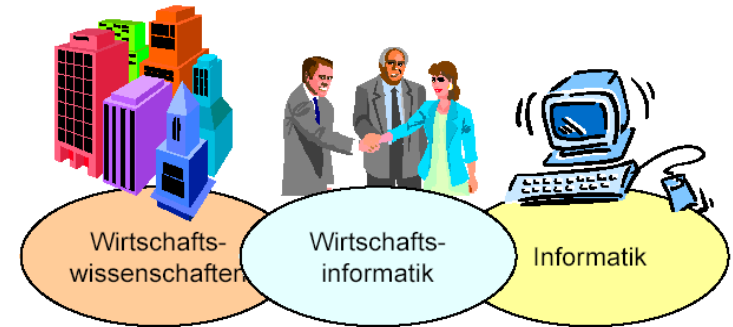 Wirtschafts-
wissenschaften
Wirtschafts-
informatik
Informatik